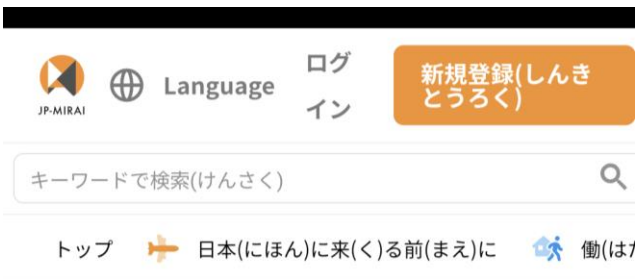 JP-MIRAI
Language
ログ
イン
新規登録(しんき
とうろく)
キーワードで検索(けんさく)
トップ
日本(にほん)に来(く)る前(まえ)に
働(は